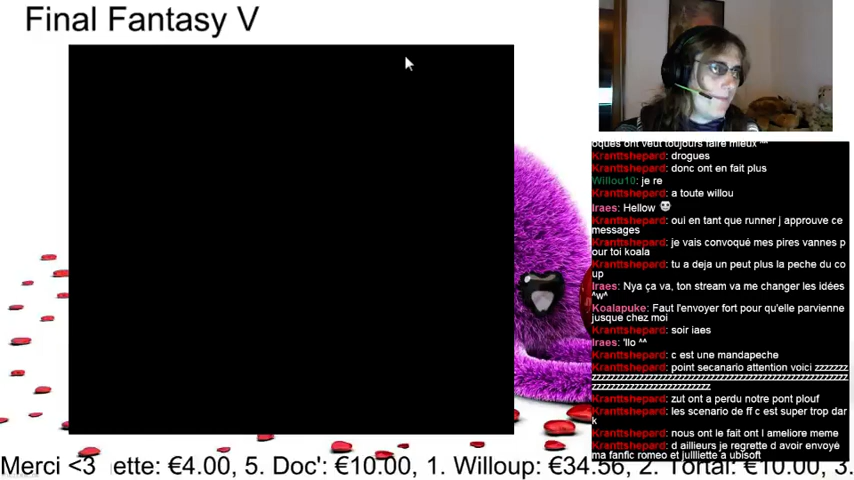 Final Fantasy V
oques ont veut toujours faire mieux ^^
Kranttshepard: drogues
Kranttshepard: donc ont en fait plus
Willou10: je re
Kranttshepard: a toute willou
Iraes: Hellow
Kranttshepard: oui en tant que runner j approuve ce
messages
Kranttshepard: je vais convoqué mes pires vannes p
our toi koala
Kranttshepard: tu a deja un peut plus la peche du co
up
Iraes: Nya ça va, ton stream va me changer les idées
^w^
Koalapuke: Faut l'envoyer fort pour qu'elle parvienne
jusque chez moi
Kranttshepard: soir iaes
Iraes: 'llo ^^
Kranttshepard: c est une mandapeche
Kranttshepard: point secanario attention voici zzzzzzz
Kranttshepard: zut ont a perdu notre pont plouf
Kranttshepard: les scenario de ff c est super trop dar
k
Kranttshepard: nous ont le fait ont l ameliore meme
Kranttshepard: d ailleurs je regrette d avoir envoyé
ma fanfic romeo et jullliette a ubisoft
Merci <3 ette: €4.00, 5. Doc': €10.00, 1. Willoup: €34.56, 2. Tortal: €10.00, 3.